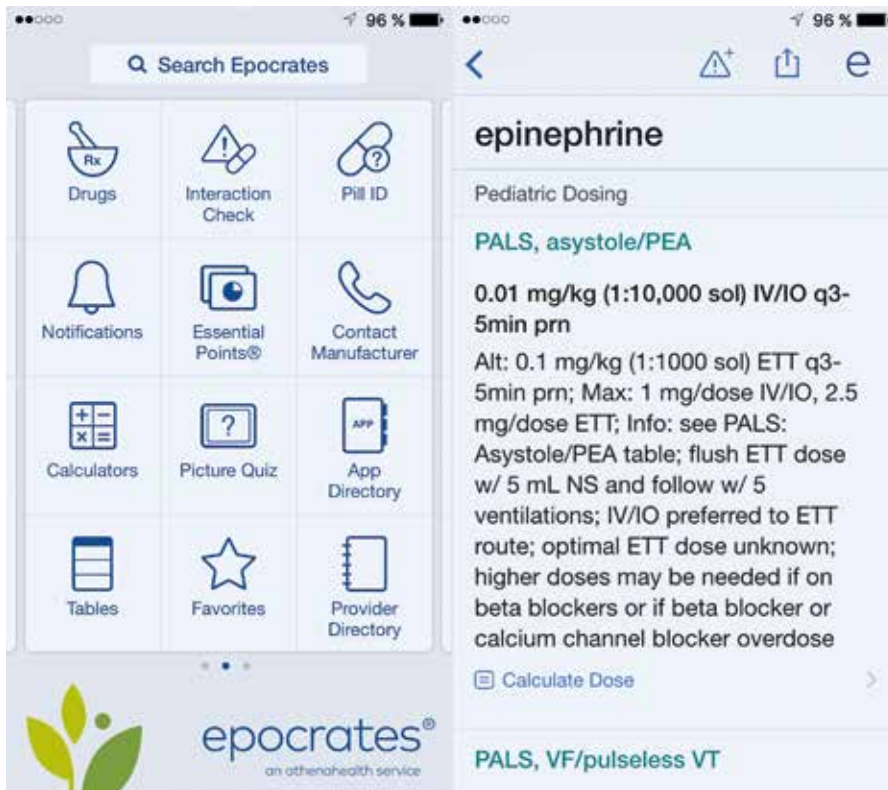 96 %
Search Epocrates
Rx
Drugs
Interaction
Check
Pill ID
Notifications
Essential
Points®
Contact
Manufacturer
Calculators
Picture Quiz
APP
App
Directory
Tables
Favorites
Provider
Directory
epocrates®
an athenahealth service
96 %
e
epinephrine
Pediatric Dosing
PALS, asystole/PEA
0.01 mg/kg (1:10,000 sol) IV/IO q3-
5min prn
Alt: 0.1 mg/kg (1:1000 sol) ETT q3-
5min prn; Max: 1 mg/dose IV/IO, 2.5
mg/dose ETT; Info: see PALS:
Asystole/PEA table; flush ETT dose
w/ 5 mL NS and follow w/ 5
ventilations; IV/IO preferred to ETT
route; optimal ETT dose unknown;
higher doses may be needed if on
beta blockers or if beta blocker or
calcium channel blocker overdose
Calculate Dose
PALS, VF/pulseless VT